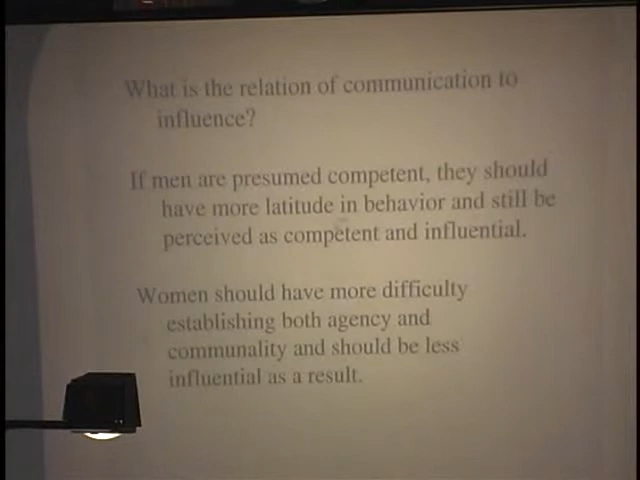 What is the relation of communication to
influence?
If men are presumed competent, they should
have more latitude in behavior and still be
perceived as competent and influential.
Women should have more difficulty
establishing both agency and
communality and should be less
influential as a result.